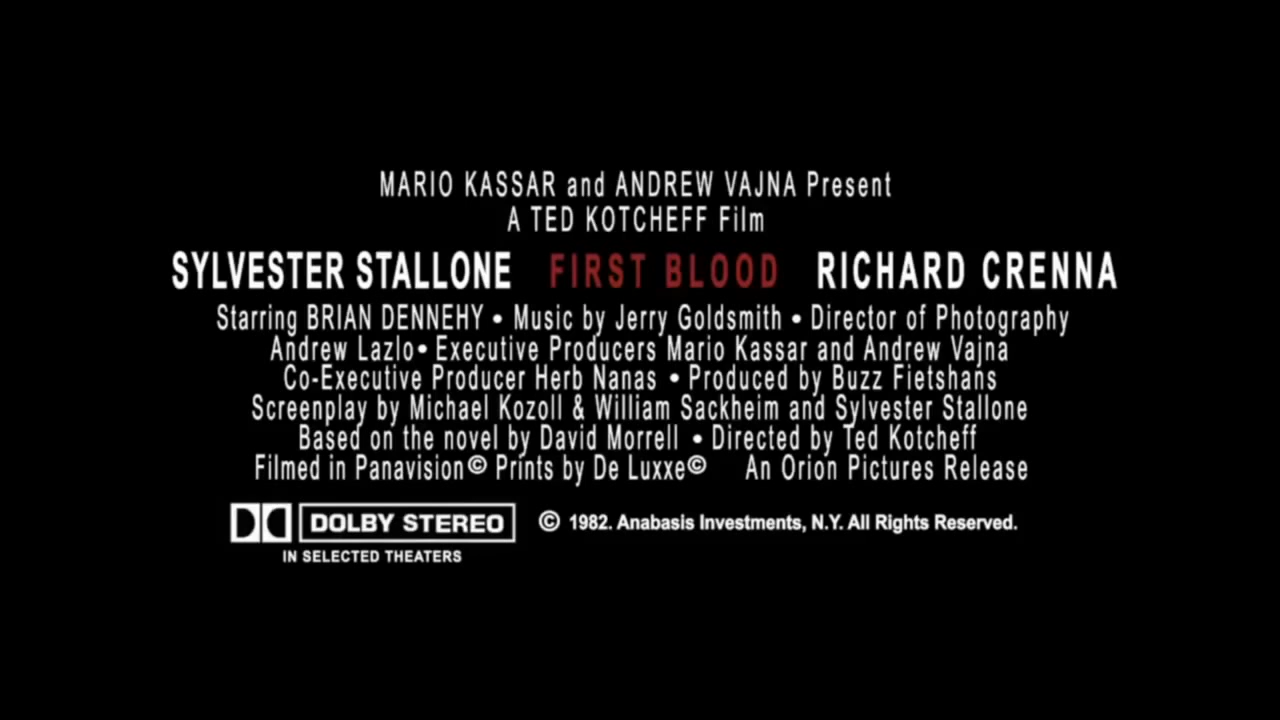 MARIO KASSAR and ANDREW VAJNA Present
A TED KOTCHEFF Film
SYLVESTER STALLONE FIRST BLOOD RICHARD CRENNA
Starring BRIAN DENNEHY • Music by Jerry Goldsmith • Director of Photography
Andrew Lazlo• Executive Producers Mario Kassar and Andrew Vajna
Co-Executive Producer Herb Nanas • Produced by Buzz Fietshans
Screenplay by Michael Kozoll & William Sackheim and Sylvester Stallone
Based on the novel by David Morrell • Directed by Ted Kotcheff
Filmed in Panavision© Prints by De Luxxe© An Orion Pictures Release
DOLBY STEREO © 1982. Anabasis Investments, N.Y. All Rights Reserved.
IN SELECTED THEATERS